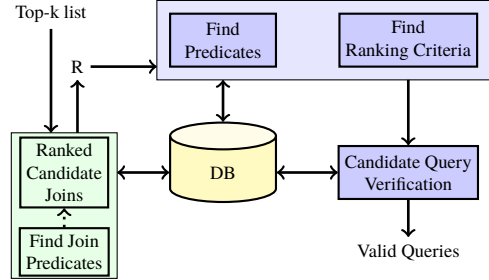 Top-k list
R
Find
Predicates
Find
Ranking Criteria
Ranked
Candidate
Joins
DB
Candidate Query
Verification
Find Join
Predicates
Valid Queries